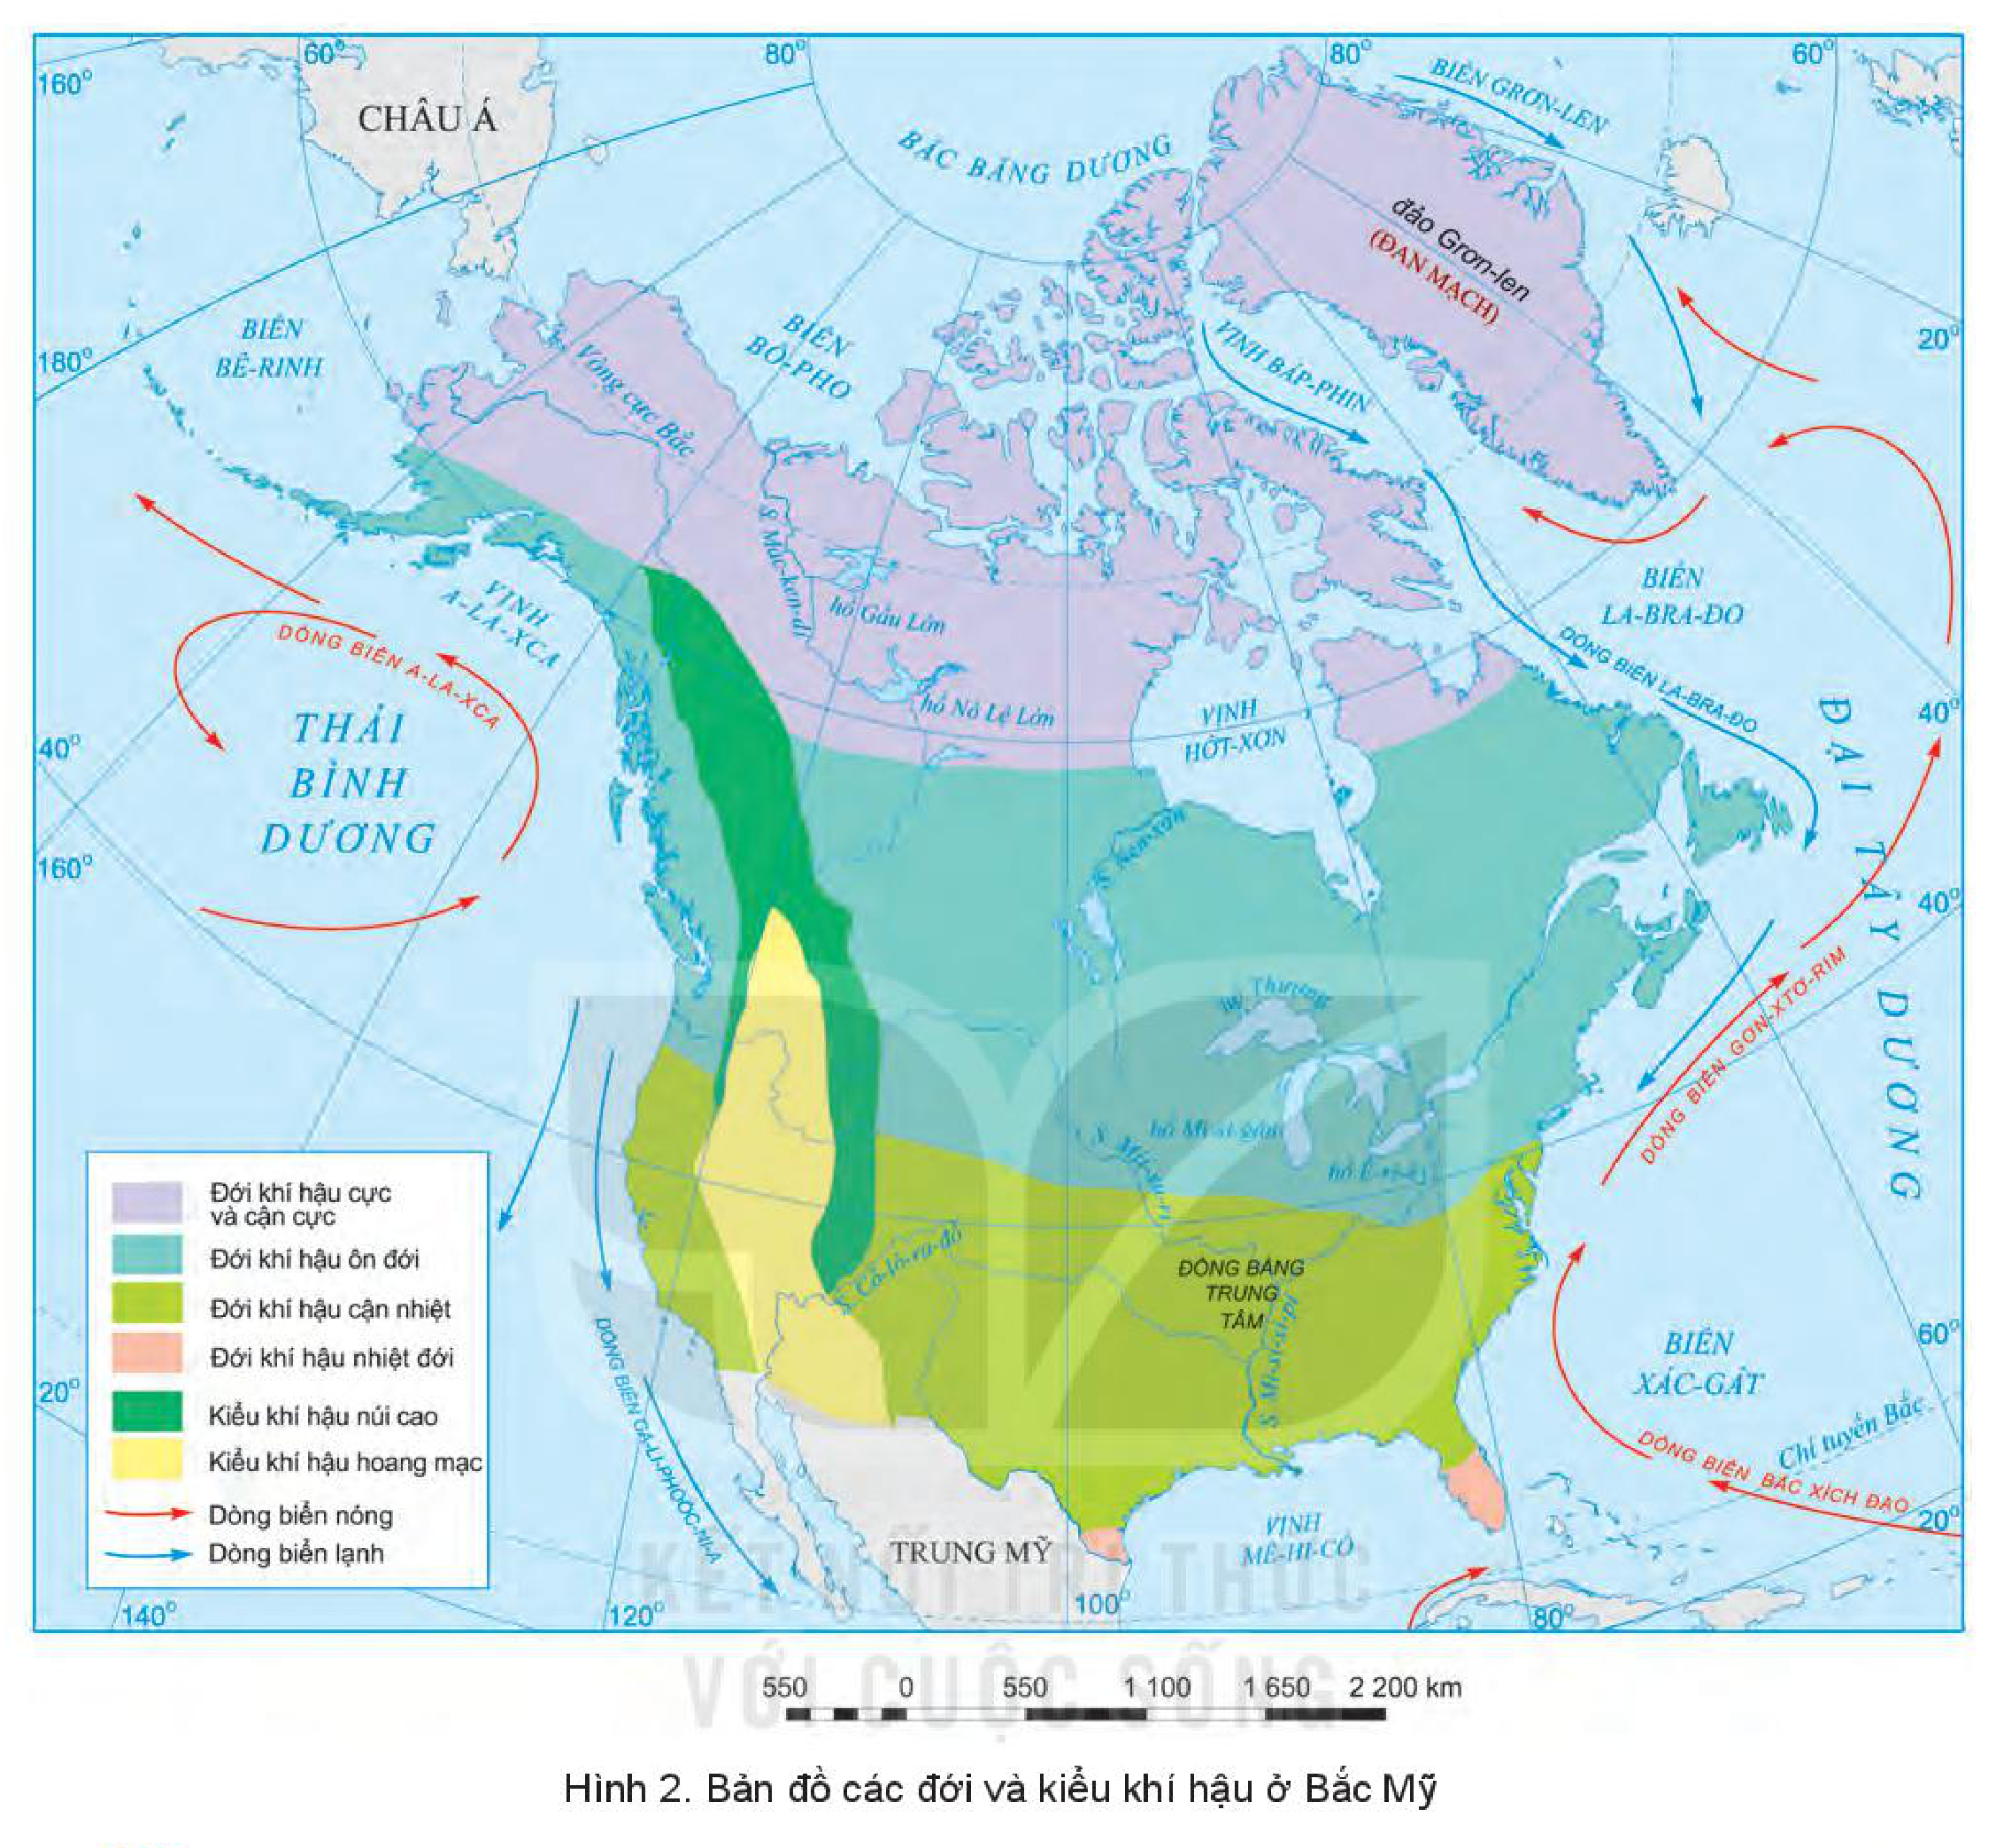 60°
80°
80°
60°
160°
CHÂU Á
BIỂN GRƠN-LEN
BẮC BĂNG DƯƠNG
đảo Grơn-len
(ĐAN MẠCH)
BIỂN
BÊ-RINH
BIỂN
BÔ-PHO
VỊNH BÁP-PHIN
20°
180°
Vòng cực Bắc
S. Mác-ken-di
hồ Gấu Lớn
hồ Nô Lệ Lớn
VỊNH
A-LA-XCA
BIỂN
LA-BRA-ĐO
DÒNG BIỂN LA-BRA-ĐO
DÒNG BIỂN A-LA-XCA
VỊNH
HỚT-XƠN
THÁI
BÌNH
DƯƠNG
ĐẠI TÂY DƯƠNG
40°
40°
160°
40°
S. Nen-xơn
hồ Thượng
DÒNG BIỂN GƠN-XTƠ-RIM
hồ Mi-si-gân
S. Mít-xu-ri
S. Cô-lô-ra-đô
ĐỒNG BẰNG
TRUNG
TÂM
S. Mi-xi-xi-pi
BIỂN
XÁC-GÁT
60°
20°
DÒNG BIỂN CA-LI-PHOÓC-NI-A
Chí tuyến Bắc
DÒNG BIỂN BẮC XÍCH ĐẠO
20°
TRUNG MỸ
VỊNH
MÊ-HI-CÔ
140°
120°
100°
80°
Đới khí hậu cực
và cận cực
Đới khí hậu ôn đới
Đới khí hậu cận nhiệt
Đới khí hậu nhiệt đới
Kiểu khí hậu núi cao
Kiểu khí hậu hoang mạc
Dòng biển nóng
Dòng biển lạnh
KẾT NỐI TRI THỨC
VỚI CUỘC SỐNG
550 0 550 1 100 1 650 2 200 km
Hình 2. Bản đồ các đới và kiểu khí hậu ở Bắc Mỹ